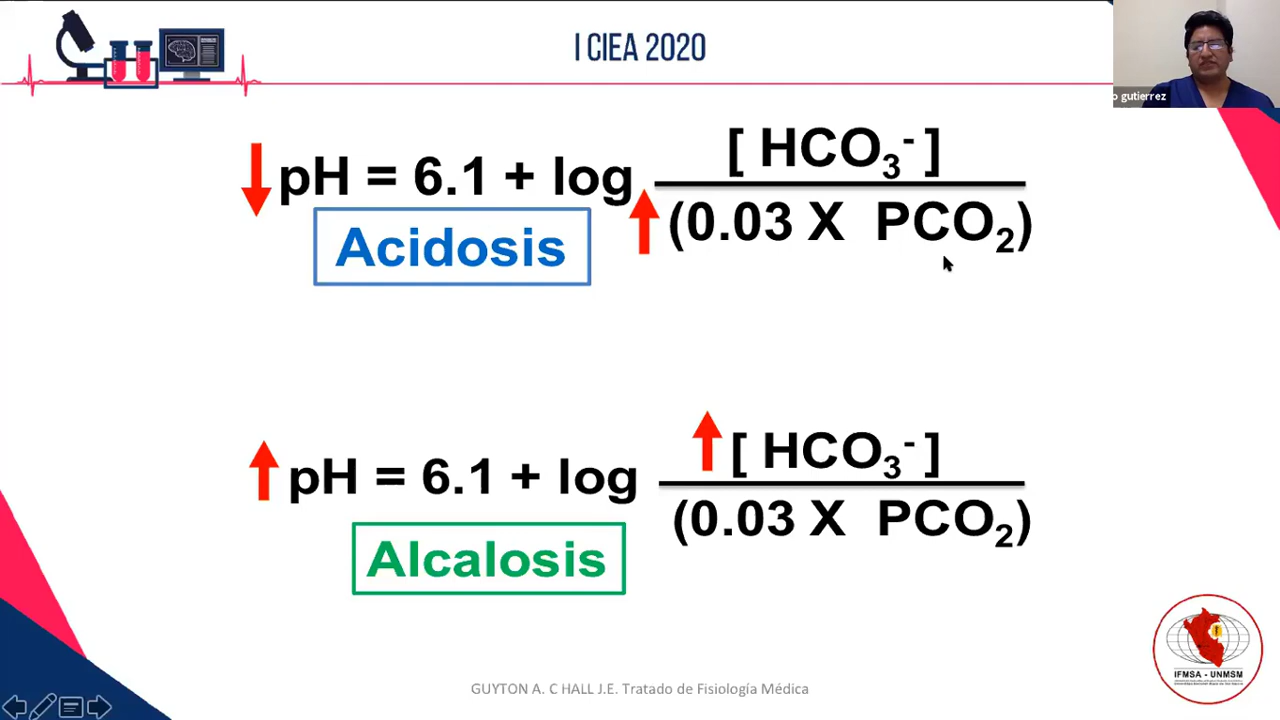 I CIEA 2020
o gutierrez
[ HCO₃⁻ ]
↓ pH = 6.1 + log
↑ (0.03 X PCO₂)
Acidosis
↑ [ HCO₃⁻ ]
↑ pH = 6.1 + log
(0.03 X PCO₂)
Alcalosis
IFMSA - UNMSM
GUYTON A. C HALL J.E. Tratado de Fisiología Médica